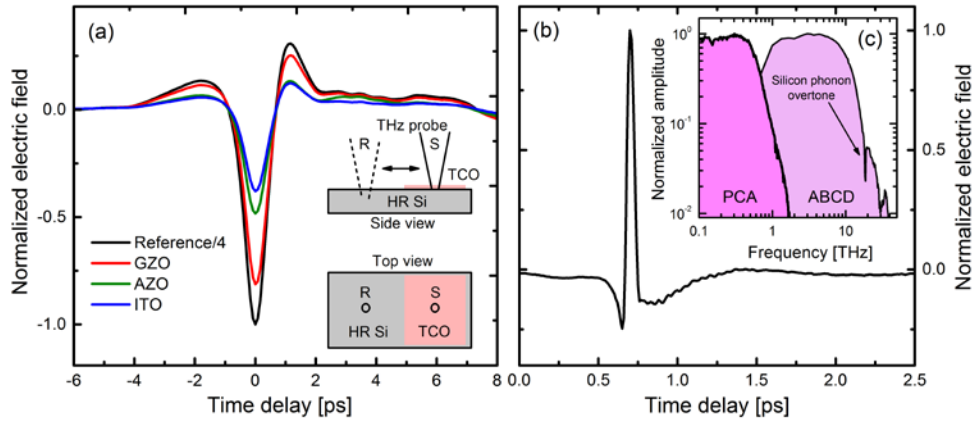 (a)
Normalized electric field
0.0
-0.5
-1.0
THz probe
R
S
TCO
HR Si
Side view
Reference/4
GZO
AZO
ITO
Top view
R
S
HR Si
TCO
-6
-4
-2
0
2
4
6
8
Time delay [ps]
(b)
1.0
0.5
0.0
Normalized electric field
0.0
0.5
1.0
1.5
2.0
2.5
Time delay [ps]
(c)
Normalized amplitude
10⁰
10⁻¹
10⁻²
Silicon phonon
overtone
PCA
ABCD
0.1
1
10
Frequency [THz]